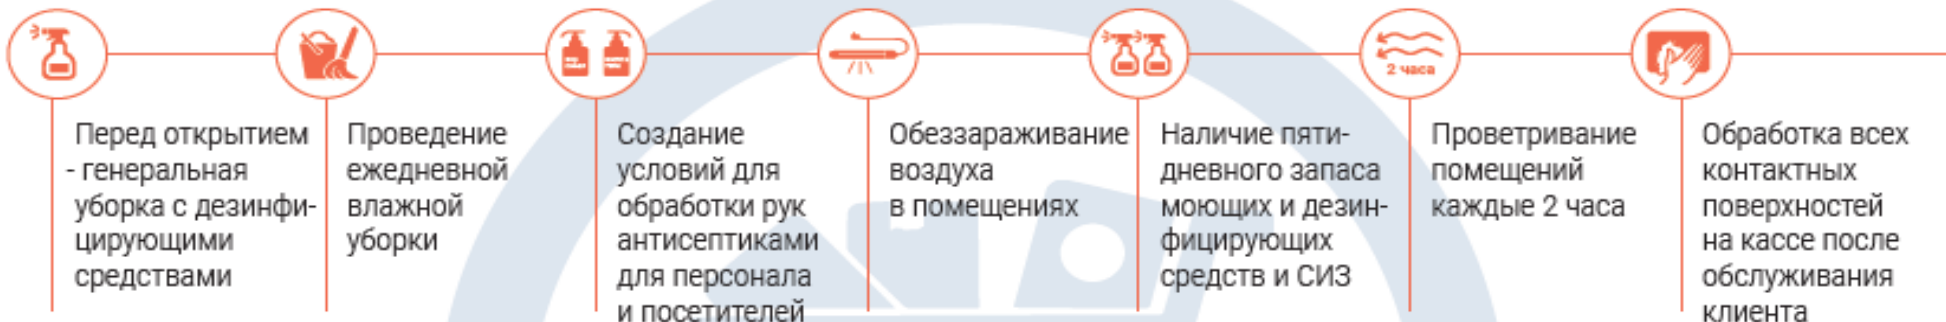 2 часа
Перед открытием
- генеральная
уборка с дезинфи-
цирующими
средствами
Проведение
ежедневной
влажной
уборки
Создание
условий для
обработки рук
антисептиками
для персонала
и посетителей
Обеззараживание
воздуха
в помещениях
Наличие пяти-
дневного запаса
моющих и дезин-
фицирующих
средств и СИЗ
Проветривание
помещений
каждые 2 часа
Обработка всех
контактных
поверхностей
на кассе после
обслуживания
клиента